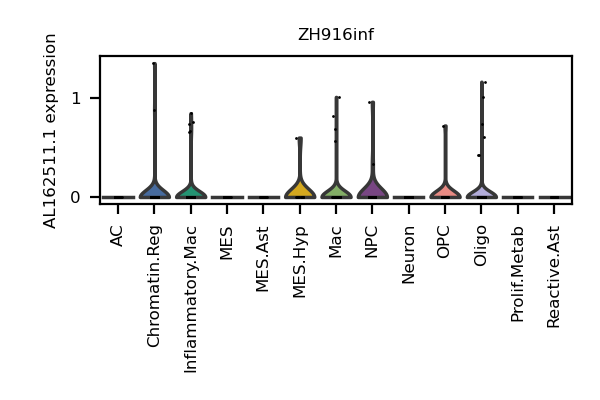 ZH916inf
AL162511.1 expression
1
0
AC
Chromatin.Reg
Inflammatory.Mac
MES
MES.Ast
MES.Hyp
Mac
NPC
Neuron
OPC
Oligo
Prolif.Metab
Reactive.Ast